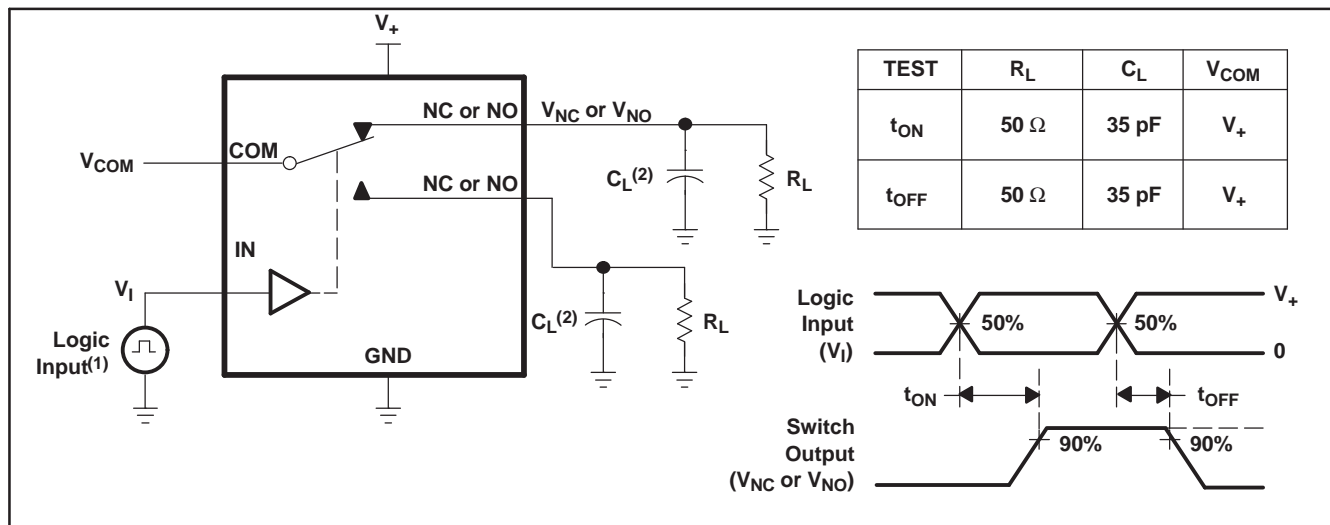 V+
NC or NO
VNC or VNO
COM
VCOM
CL(2)
RL
NC or NO
IN
VI
CL(2)
RL
Logic
Input(1)
GND
TEST RL CL VCOM
tON 50 Ω 35 pF V+
tOFF 50 Ω 35 pF V+
Logic
Input
(VI)
50%
50%
V+
0
tON
tOFF
Switch
Output
(VNC or VNO)
90%
90%